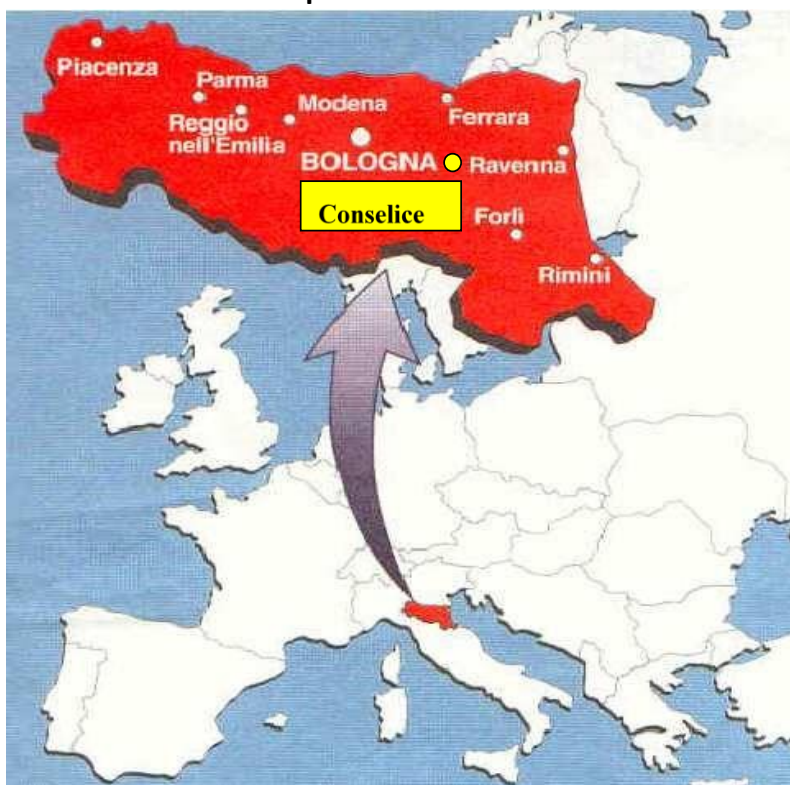 Piacenza
Parma
Reggio
nell'Emilia
Modena
Ferrara
BOLOGNA
Ravenna
Conselice
Forlì
Rimini